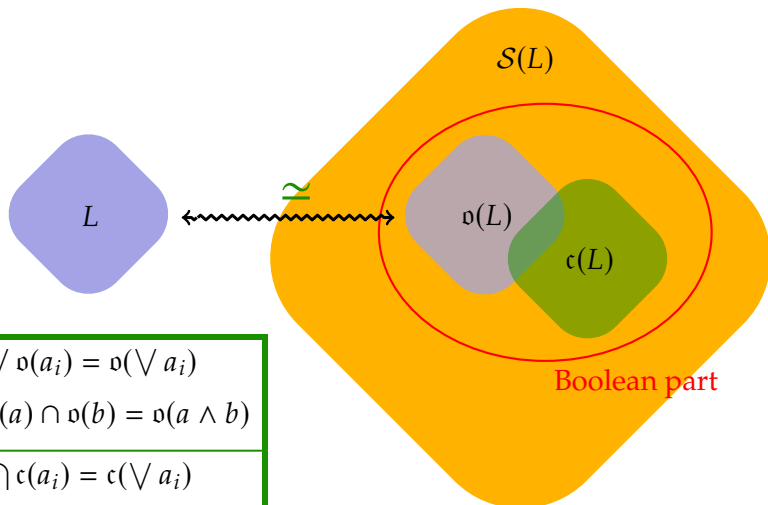 𝒮(L)
≃
L
𝔬(L)
𝔠(L)
⋁ 𝔬(aᵢ) = 𝔬(⋁ aᵢ)
(a) ∩ 𝔬(b) = 𝔬(a ∧ b)
Boolean part
⋂ 𝔠(aᵢ) = 𝔠(⋁ aᵢ)